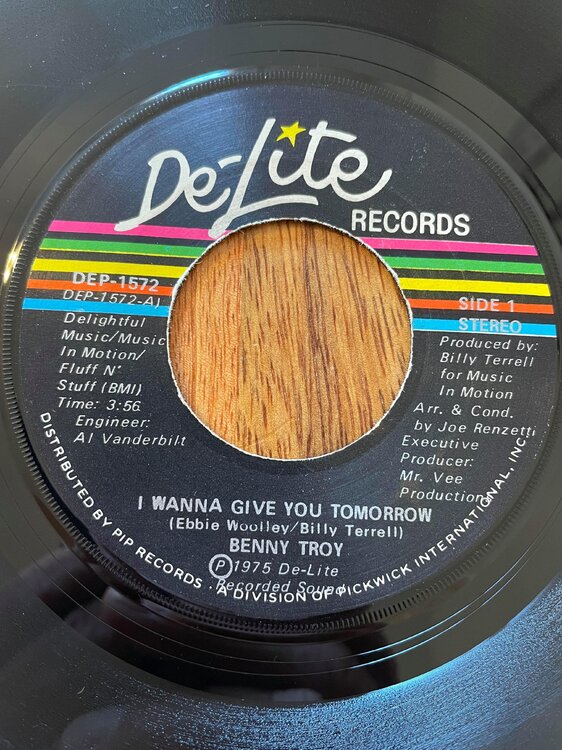 De-Lite
RECORDS
DEP-1572
DEP-1572-A)
Delightful
Music/Music
In Motion/
Fluff N'
Stuff (BMI)
Time: 3:56
Engineer:
Al Vanderbilt
SIDE 1
STEREO
Produced by:
Billy Terrell
for Music
In Motion
Arr. & Cond.
by Joe Renzetti
Executive
Producer:
Mr. Vee
Productions
I WANNA GIVE YOU TOMORROW
(Ebbie Woolley/Billy Terrell)
BENNY TROY
Ⓟ1975 De-Lite
Recorded Sound
DISTRIBUTED BY PIP RECORDS · A DIVISION OF PICKWICK INTERNATIONAL, INC.